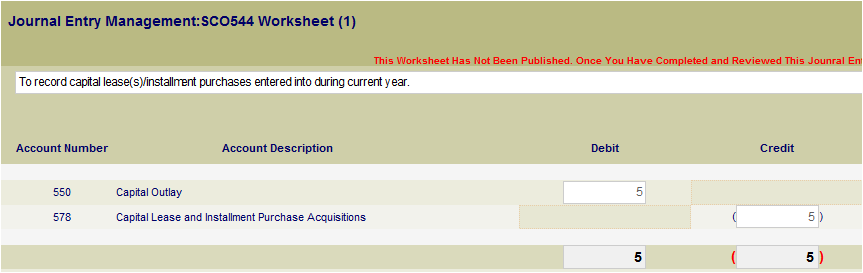 Journal Entry Management:SCO544 Worksheet (1)
This Worksheet Has Not Been Published. Once You Have Completed and Reviewed This Jounral Ent
To record capital lease(s)/installment purchases entered into during current year.
Account Number Account Description Debit Credit
550 Capital Outlay 5
578 Capital Lease and Installment Purchase Acquisitions ( 5 )
5 ( 5 )